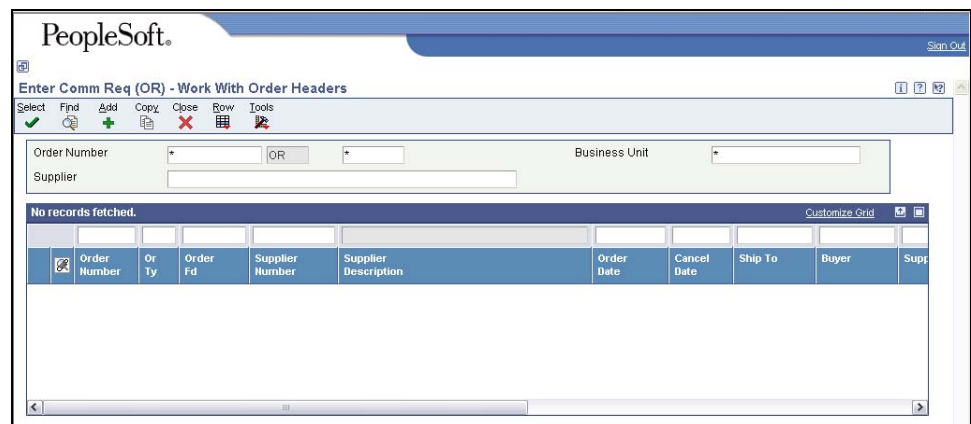 PeopleSoft®
Sign Out
Enter Comm Req (OR) - Work With Order Headers
Select Find Add Copy Close Row Tools
Order Number * OR * Business Unit *
Supplier
No records fetched. Customize Grid
Order Number Or Ty Order Fd Supplier Number Supplier Description Order Date Cancel Date Ship To Buyer Supp